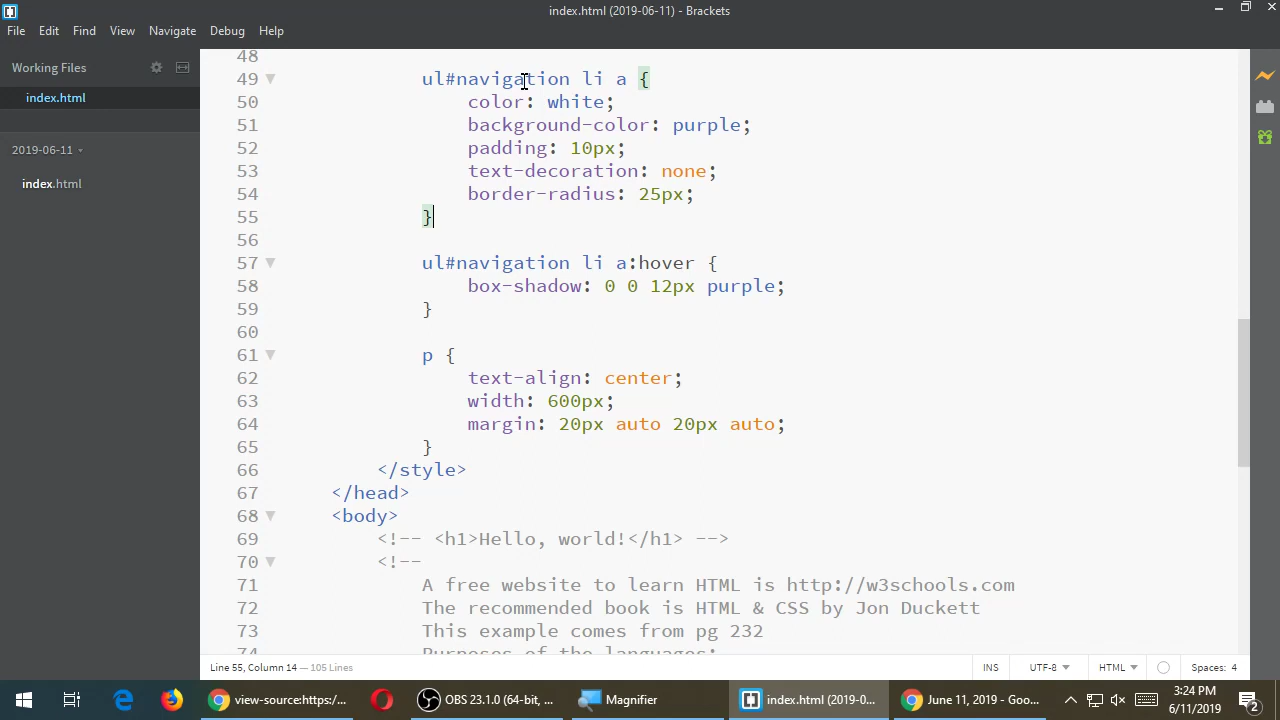 index.html (2019-06-11) - Brackets
File Edit Find View Navigate Debug Help
Working Files
index.html
2019-06-11
index.html
48
49 ul#navigation li a {
50 color: white;
51 background-color: purple;
52 padding: 10px;
53 text-decoration: none;
54 border-radius: 25px;
55 }
56
57 ul#navigation li a:hover {
58 box-shadow: 0 0 12px purple;
59 }
60
61 p {
62 text-align: center;
63 width: 600px;
64 margin: 20px auto 20px auto;
65 }
66 </style>
67 </head>
68 <body>
69 <!-- <h1>Hello, world!</h1> -->
70 <!--
71 A free website to learn HTML is http://w3schools.com
72 The recommended book is HTML & CSS by Jon Duckett
73 This example comes from pg 232
74 Purposes of the languages:
Line 55, Column 14 — 105 Lines
INS UTF-8 HTML Spaces: 4
view-source:https:/... OBS 23.1.0 (64-bit, ... Magnifier index.html (2019-0... June 11, 2019 - Goo...
3:24 PM
6/11/2019
2